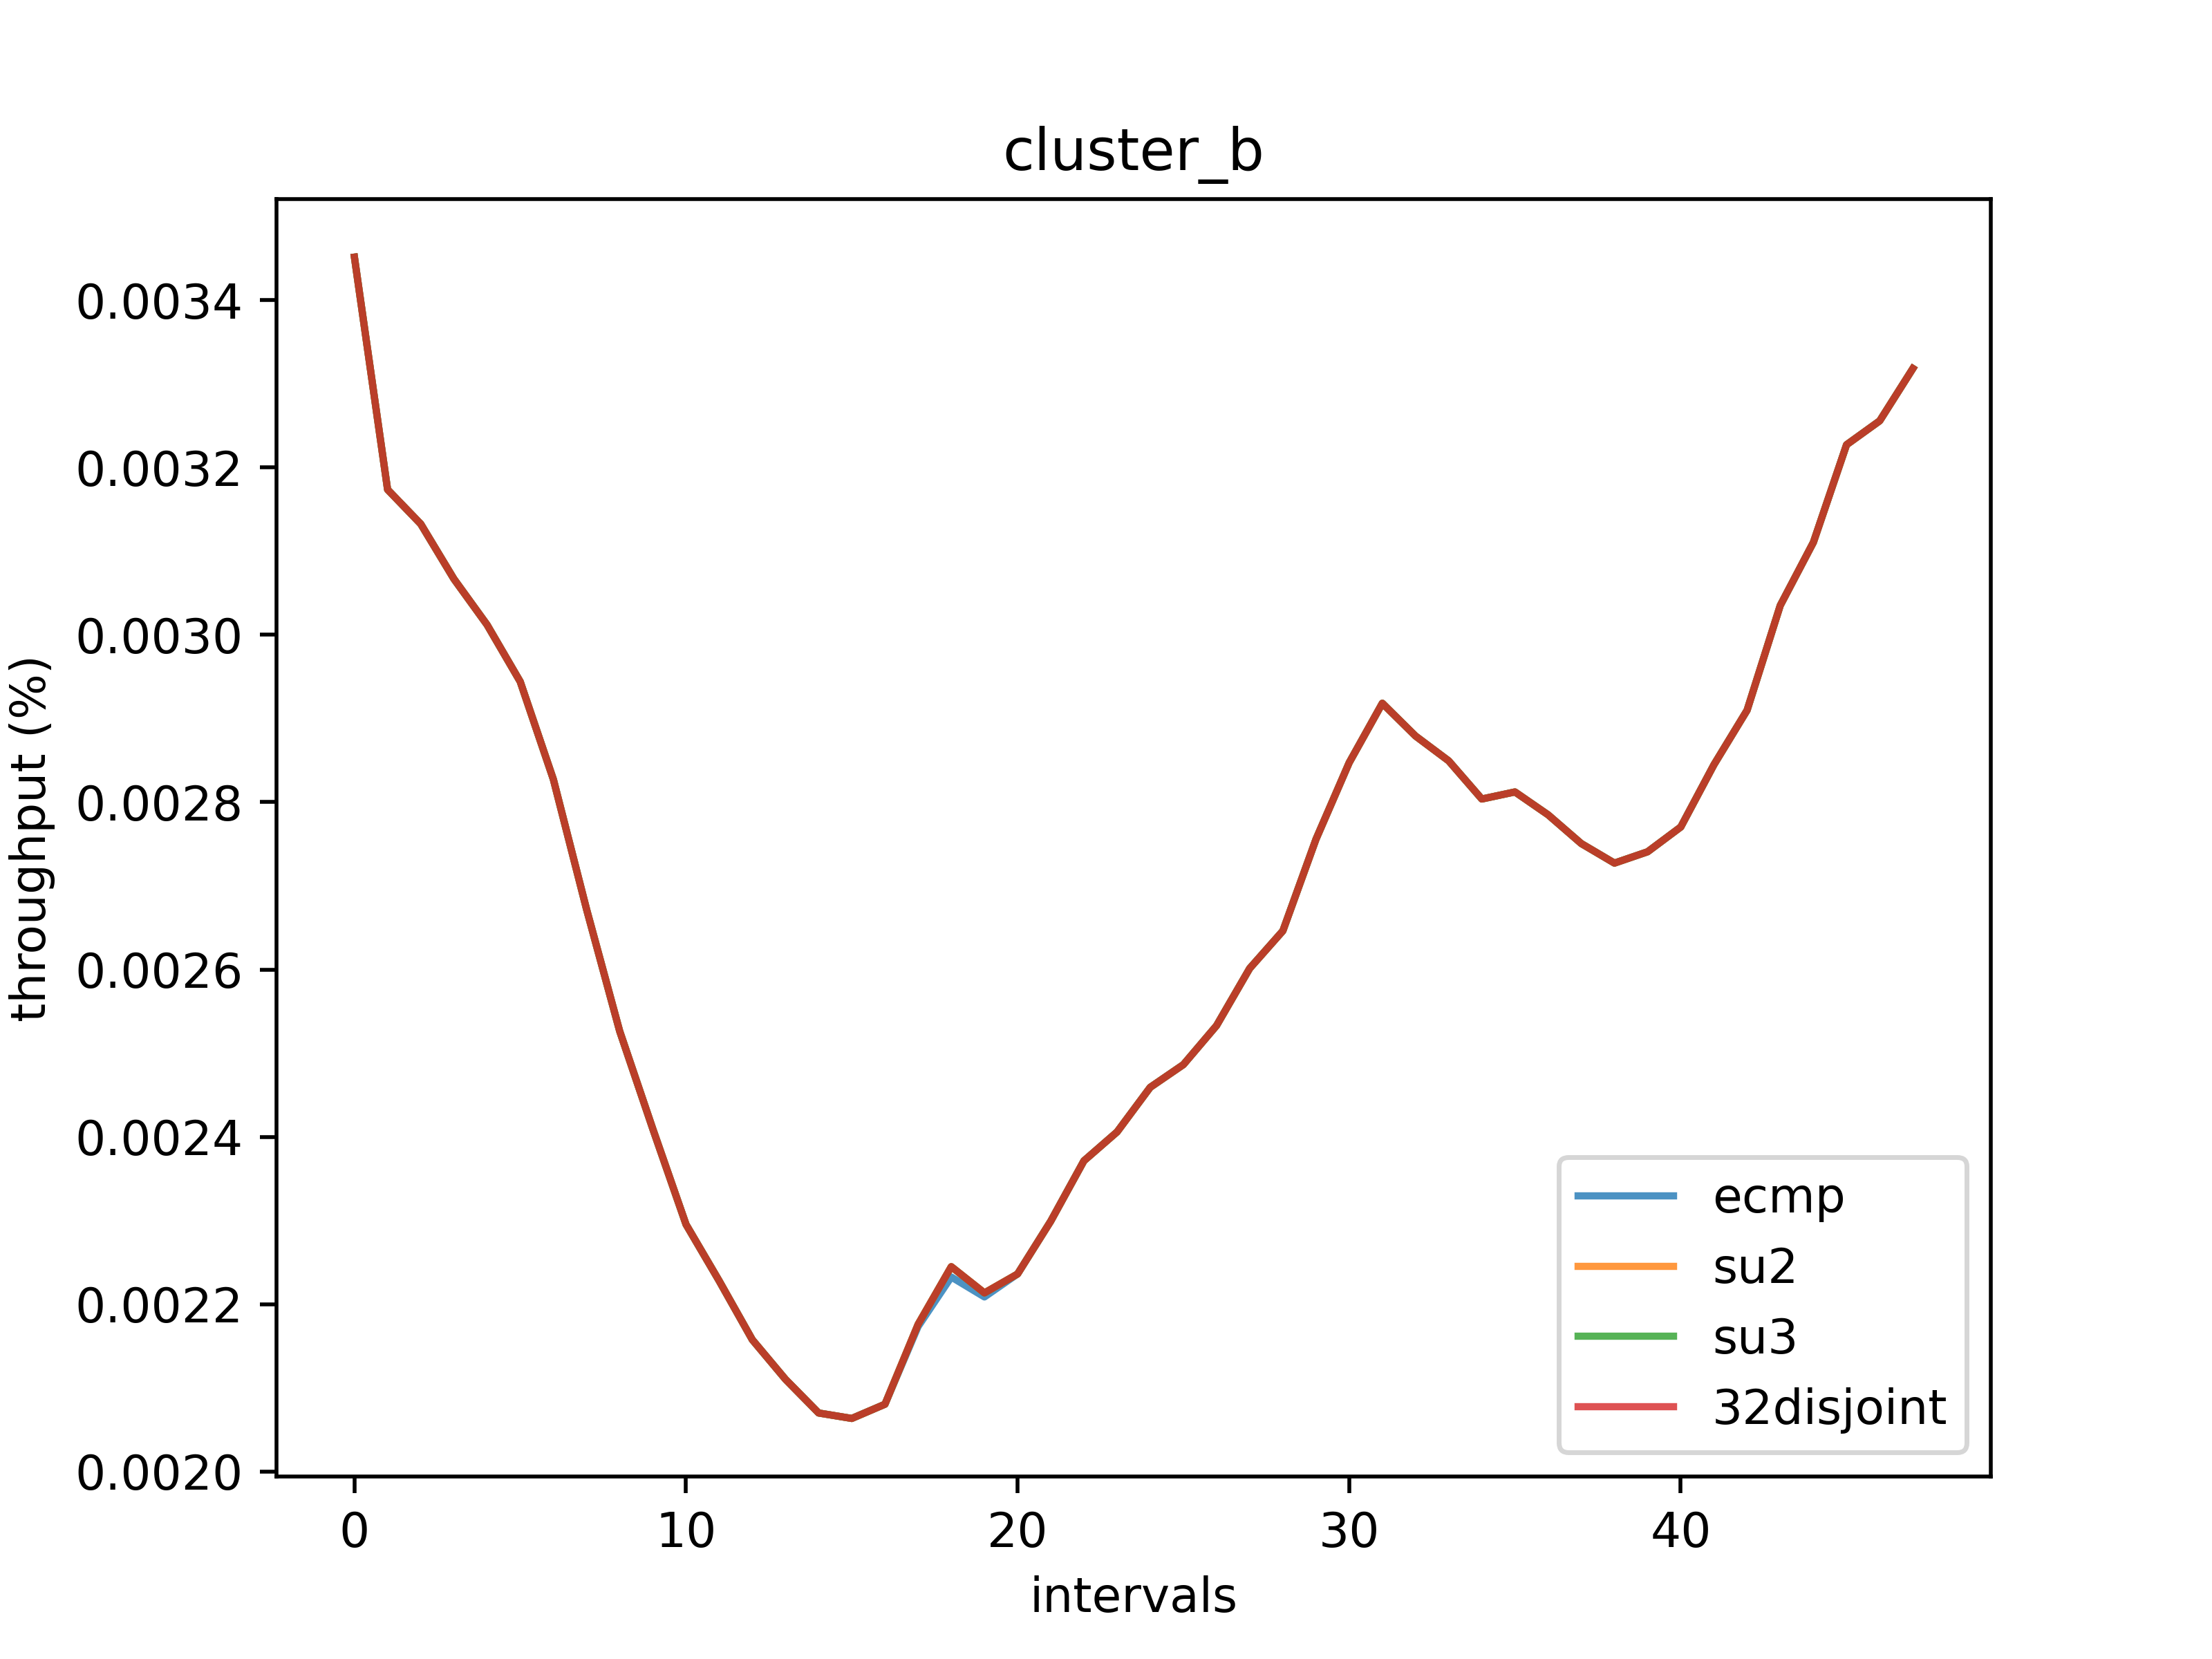 cluster_b
throughput (%)
0.0034
0.0032
0.0030
0.0028
0.0026
0.0024
0.0022
0.0020
0 10 20 30 40
intervals
ecmp
su2
su3
32disjoint